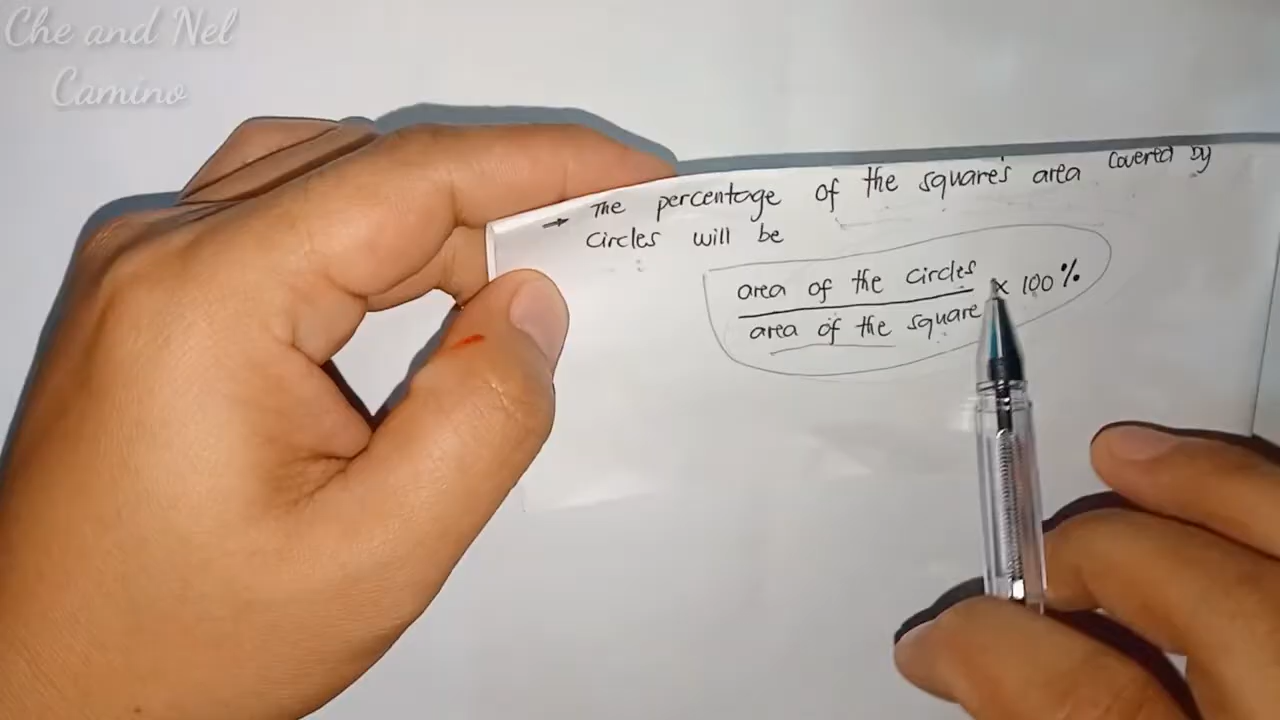 Che and Nel
Camino
→ The percentage of the square's area covered by
circles will be
area of the circles
area of the square
x 100%